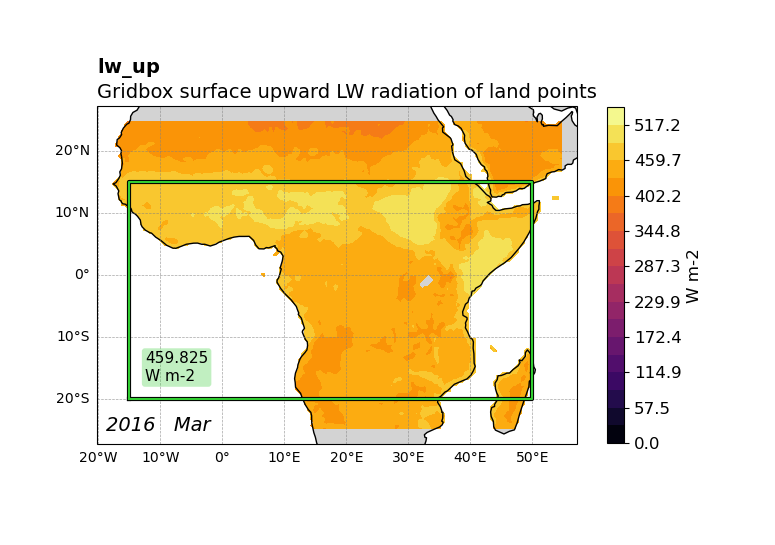 lw_up
Gridbox surface upward LW radiation of land points
20°N
10°N
0°
10°S
20°S
459.825
W m-2
2016 Mar
20°W 10°W 0° 10°E 20°E 30°E 40°E 50°E
517.2
459.7
402.2
344.8
287.3
229.9
172.4
114.9
57.5
0.0
W m-2